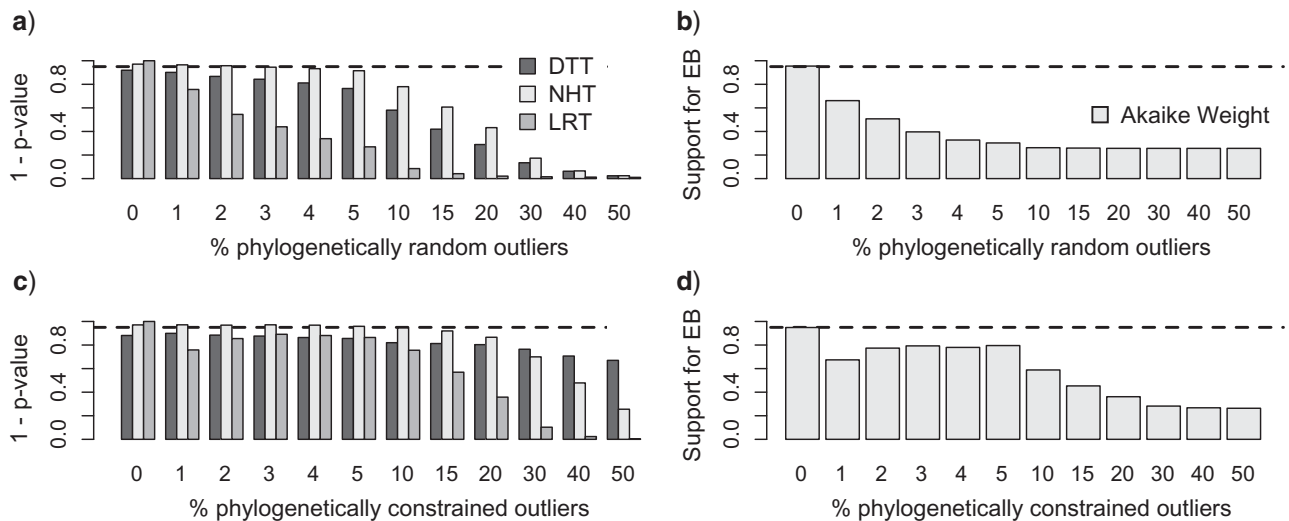 a)
1 - p-value
0.0 0.4 0.8
DTT
NHT
LRT
0 1 2 3 4 5 10 15 20 30 40 50
% phylogenetically random outliers
b)
Support for EB
0.0 0.4 0.8
Akaike Weight
0 1 2 3 4 5 10 15 20 30 40 50
% phylogenetically random outliers
c)
1 - p-value
0.0 0.4 0.8
0 1 2 3 4 5 10 15 20 30 40 50
% phylogenetically constrained outliers
d)
Support for EB
0.0 0.4 0.8
0 1 2 3 4 5 10 15 20 30 40 50
% phylogenetically constrained outliers